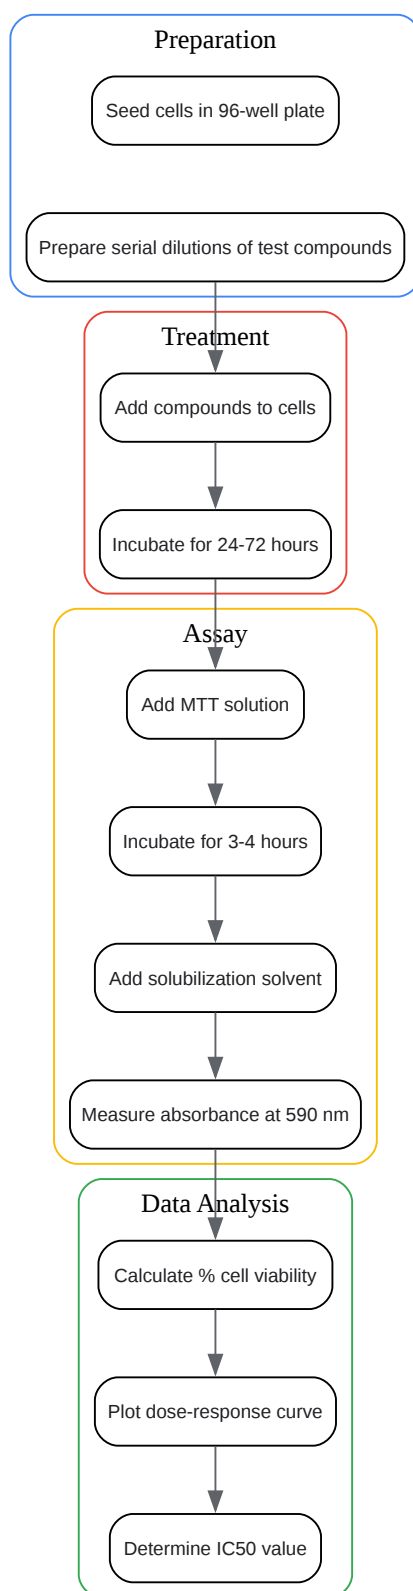 Preparation
Seed cells in 96-well plate
Prepare serial dilutions of test compounds
Treatment
Add compounds to cells
Incubate for 24-72 hours
Assay
Add MTT solution
Incubate for 3-4 hours
Add solubilization solvent
Measure absorbance at 590 nm
Data Analysis
Calculate % cell viability
Plot dose-response curve
Determine IC50 value